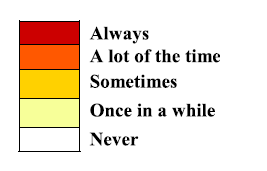 Always
A lot of the time
Sometimes
Once in a while
Never